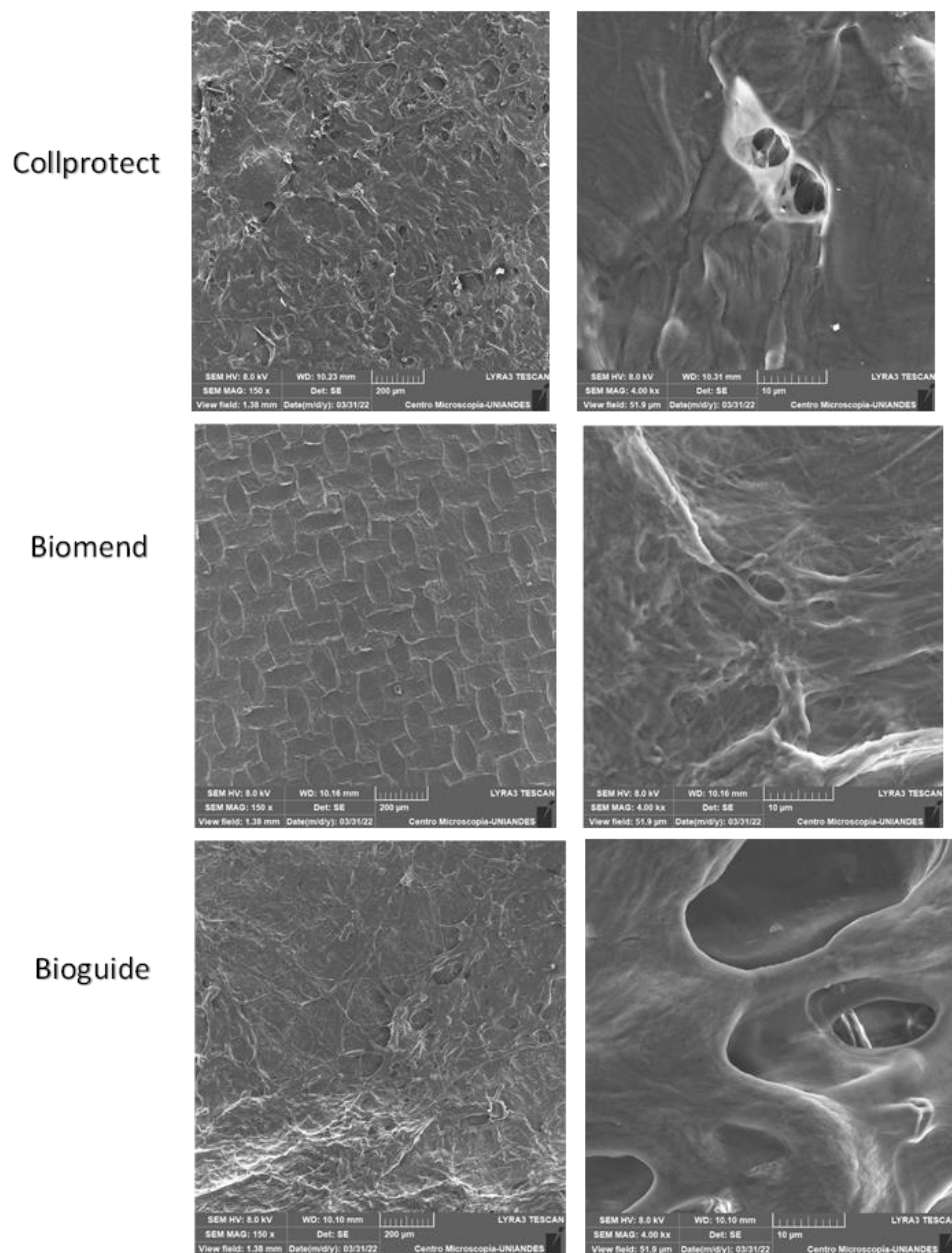 Collprotect
SEM HV: 8.0 kV WD: 10.23 mm LYRA3 TESCAN
SEM MAG: 150 x Det: SE 200 µm
View field: 1.38 mm Date(m/d/y): 03/31/22 Centro Microscopia-UNIANDES
SEM HV: 8.0 kV WD: 10.31 mm LYRA3 TESCAN
SEM MAG: 4.00 kx Det: SE 10 µm
View field: 51.9 µm Date(m/d/y): 03/31/22 Centro Microscopia-UNIANDES
Biomend
SEM HV: 8.0 kV WD: 10.16 mm LYRA3 TESCAN
SEM MAG: 150 x Det: SE 200 µm
View field: 1.38 mm Date(m/d/y): 03/31/22 Centro Microscopia-UNIANDES
SEM HV: 8.0 kV WD: 10.16 mm LYRA3 TESCAN
SEM MAG: 4.00 kx Det: SE 10 µm
View field: 51.9 µm Date(m/d/y): 03/31/22 Centro Microscopia-UNIANDES
Bioguide
SEM HV: 8.0 kV WD: 10.10 mm LYRA3 TESCAN
SEM MAG: 150 x Det: SE 200 µm
View field: 1.38 mm Date(m/d/y): 03/31/22 Centro Microscopia-UNIANDES
SEM HV: 8.0 kV WD: 10.10 mm LYRA3 TESCAN
SEM MAG: 4.00 kx Det: SE 10 µm
View field: 51.9 µm Date(m/d/y): 03/31/22 Centro Microscopia-UNIANDES